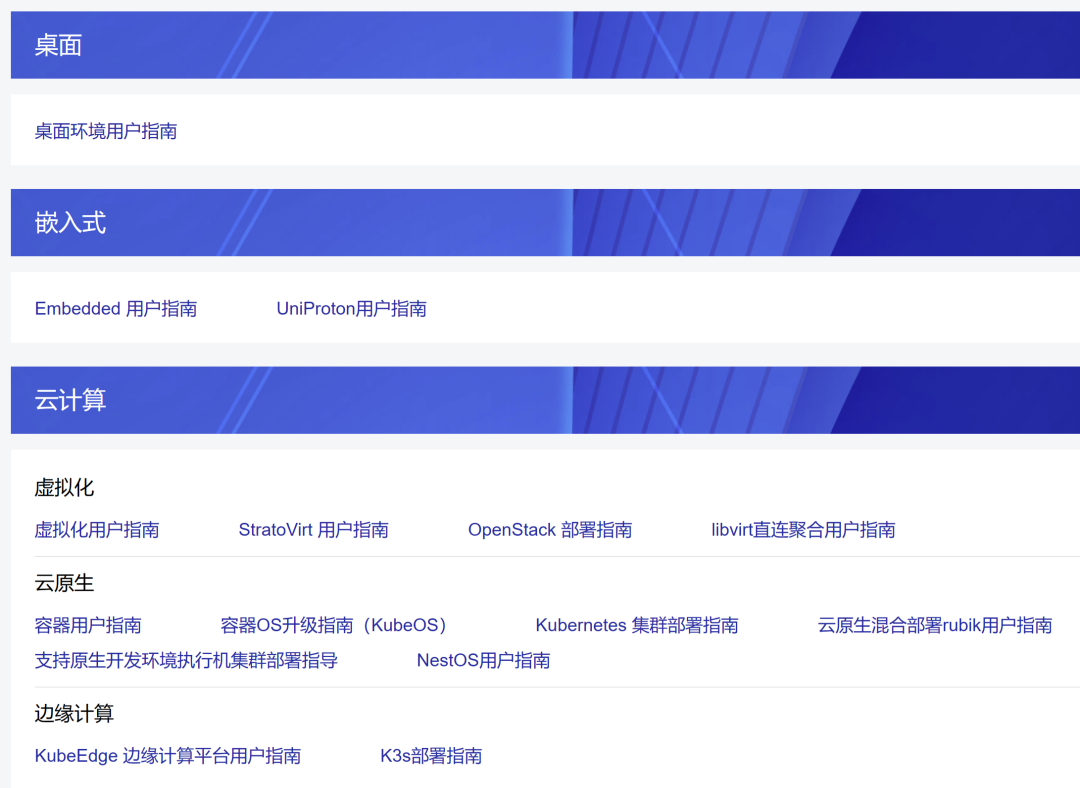 桌面
桌面环境用户指南
嵌入式
Embedded 用户指南 UniProton用户指南
云计算
虚拟化
虚拟化用户指南 StratoVirt 用户指南 OpenStack 部署指南 libvirt直连聚合用户指南
云原生
容器用户指南 容器OS升级指南（KubeOS） Kubernetes 集群部署指南 云原生混合部署rubik用户指南
支持原生开发环境执行机集群部署指导 NestOS用户指南
边缘计算
KubeEdge 边缘计算平台用户指南 K3s部署指南